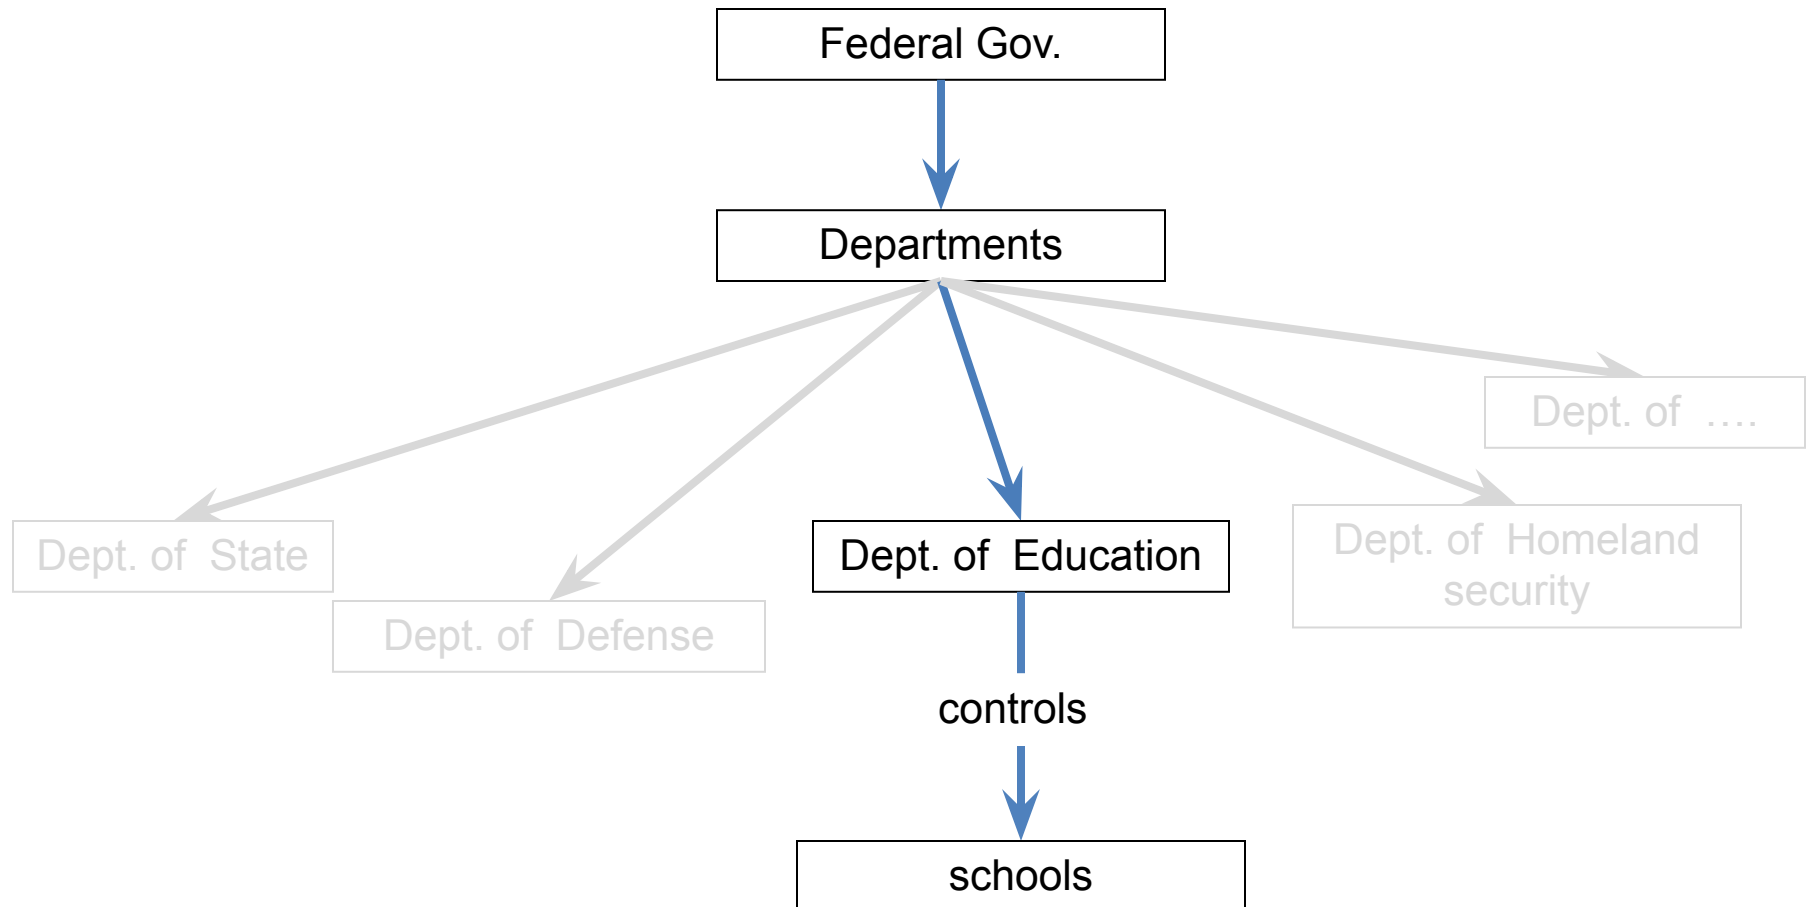 Federal Gov.
Departments
Dept. of ....
Dept. of State
Dept. of Defense
Dept. of Education
Dept. of Homeland
security
controls
schools